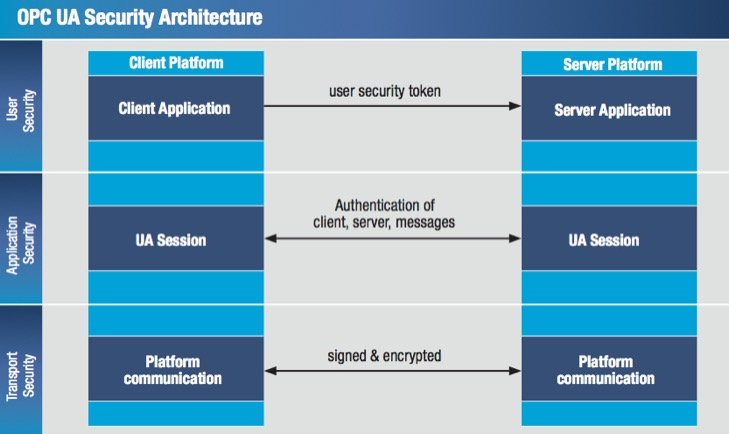 OPC UA Security Architecture
User
Security
Client Platform
Client Application
user security token
Server Platform
Server Application
Application
Security
UA Session
Authentication of
client, server, messages
UA Session
Transport
Security
Platform
communication
signed & encrypted
Platform
communication